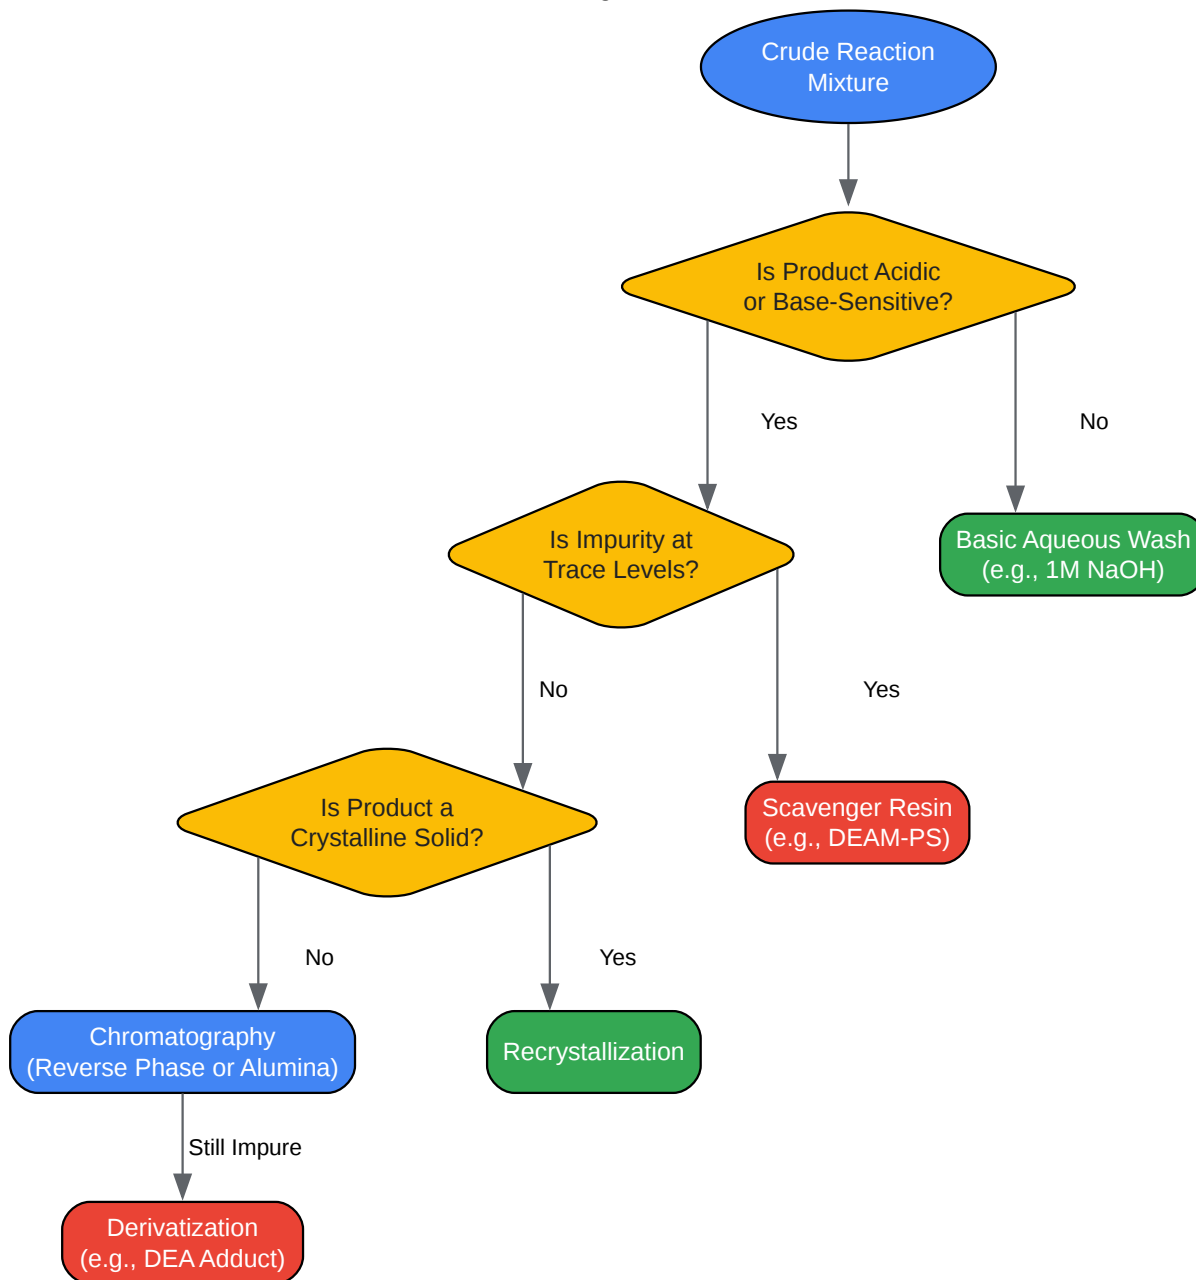 Crude Reaction
Mixture
Is Product Acidic
or Base-Sensitive?
Yes
No
Is Impurity at
Trace Levels?
Basic Aqueous Wash
(e.g., 1M NaOH)
No
Yes
Is Product a
Crystalline Solid?
Scavenger Resin
(e.g., DEAM-PS)
No
Yes
Chromatography
(Reverse Phase or Alumina)
Recrystallization
Still Impure
Derivatization
(e.g., DEA Adduct)